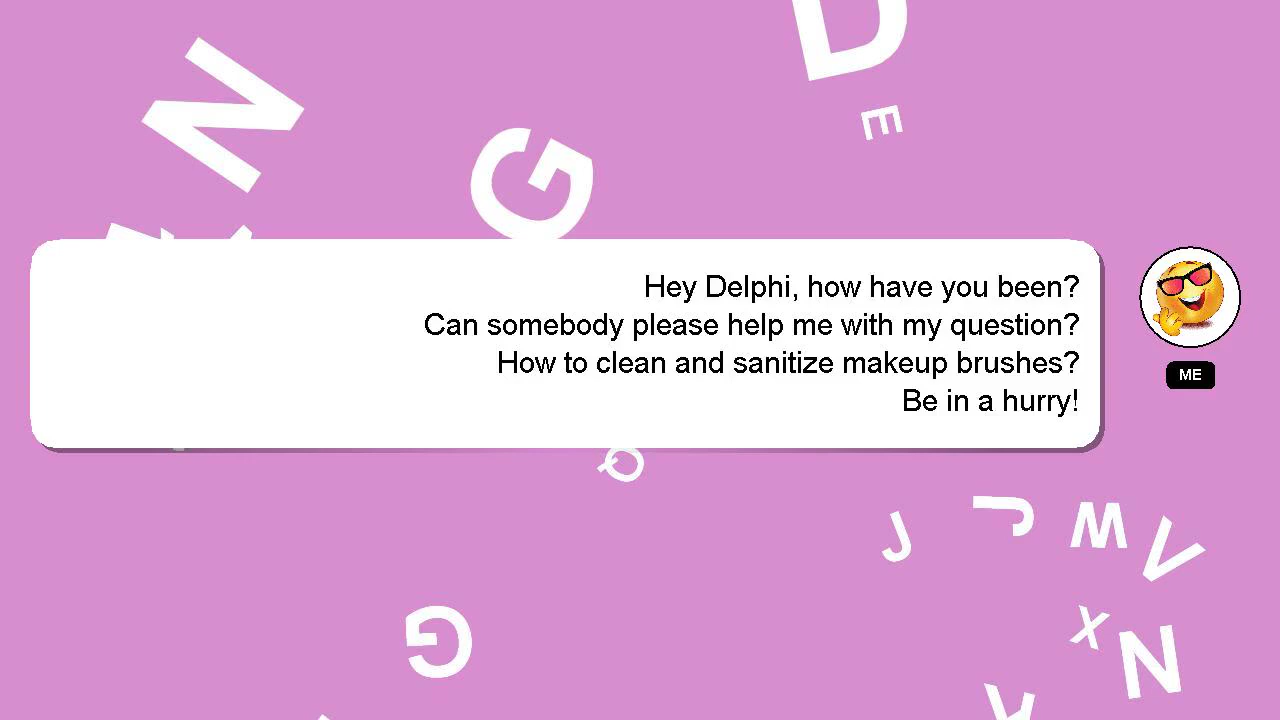 N
D
E
G
Hey Delphi, how have you been?
Can somebody please help me with my question?
How to clean and sanitize makeup brushes?
Be in a hurry!
ME
Q
J
J
W
V
G
X
N